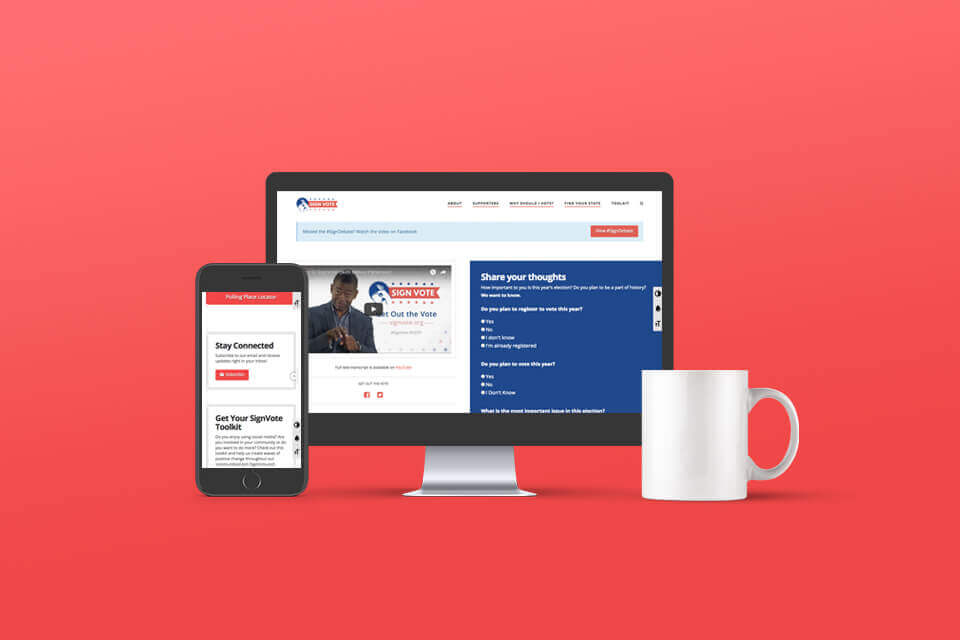 SIGN VOTE
ABOUT
SUPPORTERS
WHY SHOULD I VOTE?
FIND YOUR STATE
TOOLKIT
Missed the #SignDebate? Watch the video on Facebook
View #SignDebate
SIGN VOTE
et Out the Vote
signvote.org
Full text transcript is available on YouTube
GET OUT THE VOTE
Share your thoughts
How important to you is this year's election? Do you plan to be a part of history?
We want to know.
Do you plan to register to vote this year?
Yes
No
I don't know
I'm already registered
Do you plan to vote this year?
Yes
No
I Don't Know
What is the most important issue in this election?
Polling Place Locator
Stay Connected
Subscribe to our email and receive
updates right in your inbox!
Subscribe
Get Your SignVote
Toolkit
Do you enjoy using social media? Are
you involved in your community or do
you want to do more? Check out this
toolkit and help us create waves of
positive change throughout our